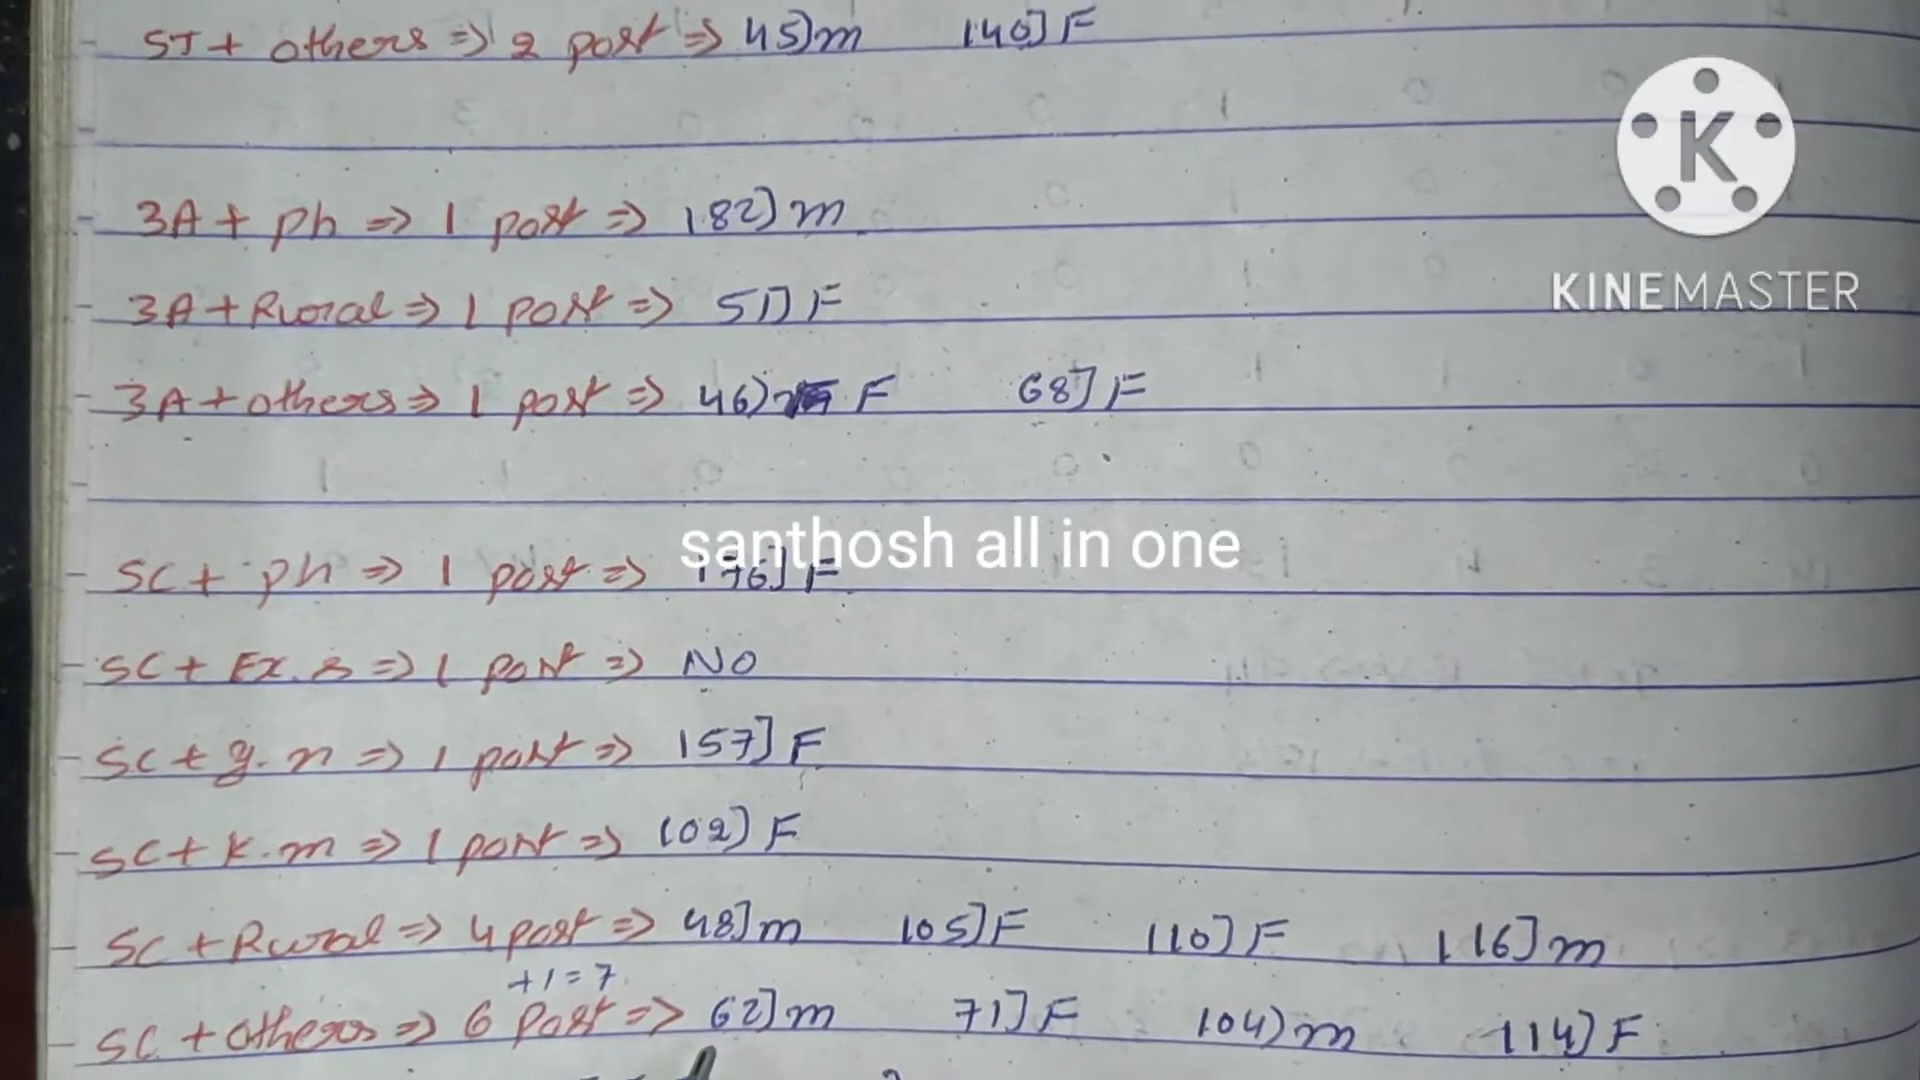 ST + others => 2 post => 45]m 140]F
3A + ph => 1 post => 182)m
3A + Rural => 1 post => 51]F
3A + others => 1 post => 46) F 68]F
SC + ph => 1 post => 176]F
SC + Ex.s => 1 post => NO
SC + g.n => 1 post => 157]F
SC + K.m => 1 post => 102)F
SC + Rural => 4 post => 48]m 105]F 110]F 116]m
+1=7
SC + others => 6 post => 62]m 71]F 104)m 114)F
K
KINEMASTER
santhosh all in one